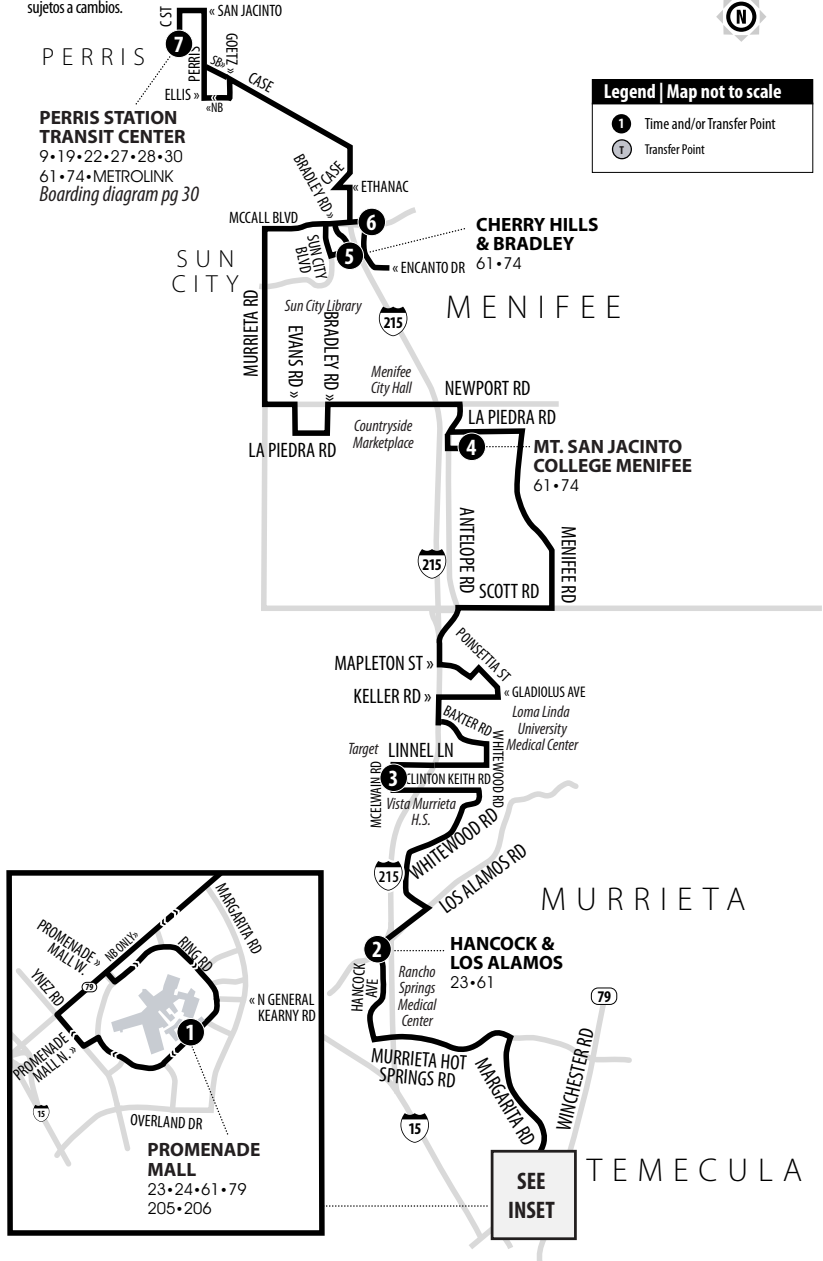 sujetos a cambios.
N
C ST
« SAN JACINTO
7
PERRIS
PERRIS
SB»
GOETZ »
CASE
ELLIS »
«NB
PERRIS STATION
TRANSIT CENTER
9•19•22•27•28•30
61•74•METROLINK
Boarding diagram pg 30
Legend | Map not to scale
1 Time and/or Transfer Point
T Transfer Point
CASE
BRADLEY RD »
« ETHANAC
MCCALL BLVD
6
CHERRY HILLS
& BRADLEY
61•74
SUN CITY
BLVD
5
« ENCANTO DR
SUN
CITY
MENIFEE
MURRIETA RD
Sun City Library
215
EVANS RD »
BRADLEY RD »
Menifee
City Hall
NEWPORT RD
LA PIEDRA RD
Countryside
Marketplace
LA PIEDRA RD
4
MT. SAN JACINTO
COLLEGE MENIFEE
61•74
ANTELOPE RD
MENIFEE RD
215
SCOTT RD
MAPLETON ST »
POINSETTIA ST
KELLER RD »
« GLADIOLUS AVE
BAXTER RD
Loma Linda
University
Medical Center
Target
LINNEL LN
WHITEWOOD RD
MCELWAIN RD
3
CLINTON KEITH RD
Vista Murrieta
H.S.
WHITEWOOD RD
215
LOS ALAMOS RD
MURRIETA
2
HANCOCK &
LOS ALAMOS
23•61
HANCOCK
AVE
Rancho
Springs
Medical
Center
79
MURRIETA HOT
SPRINGS RD
MARGARITA RD
WINCHESTER RD
15
TEMECULA
SEE
INSET
MARGARITA RD
PROMENADE
MALL W. »
NB ONLY»
RING RD
79
YNEZ RD
« N GENERAL
KEARNY RD
1
PROMENADE
MALL N. »
15
OVERLAND DR
PROMENADE
MALL
23•24•61•79
205•206